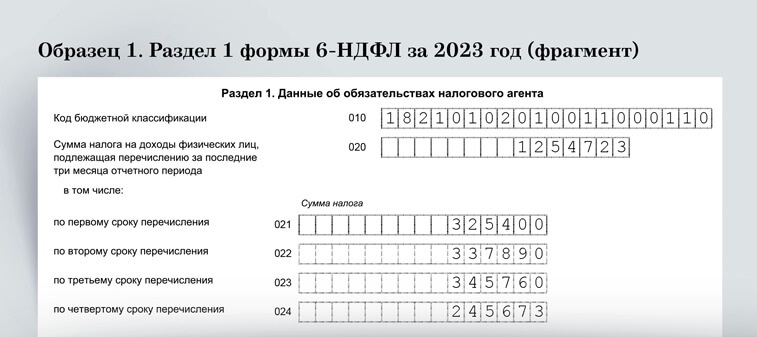 Образец 1. Раздел 1 формы 6-НДФЛ за 2023 год (фрагмент)
Раздел 1. Данные об обязательствах налогового агента
Код бюджетной классификации 010 18210102010011000110
Сумма налога на доходы физических лиц,
подлежащая перечислению за последние
три месяца отчетного периода 020 1254723
в том числе:
Сумма налога
по первому сроку перечисления 021 325400
по второму сроку перечисления 022 337890
по третьему сроку перечисления 023 345760
по четвертому сроку перечисления 024 245673